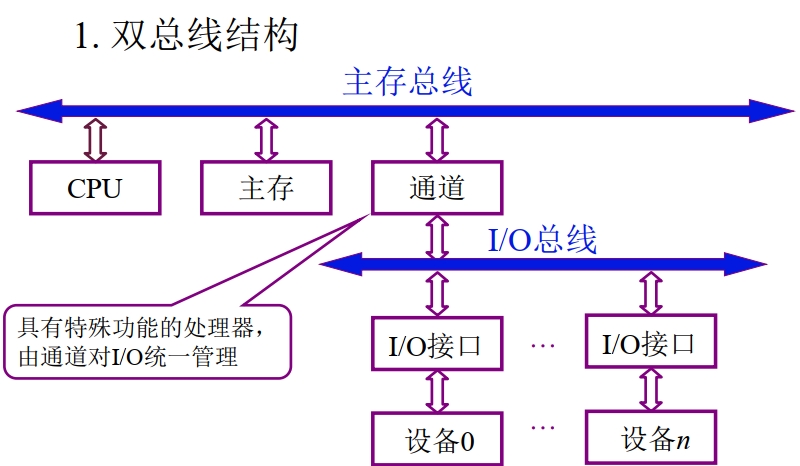 1. 双总线结构
主存总线
CPU
主存
通道
I/O总线
具有特殊功能的处理器，
由通道对I/O统一管理
I/O接口
…
I/O接口
设备0
…
设备n